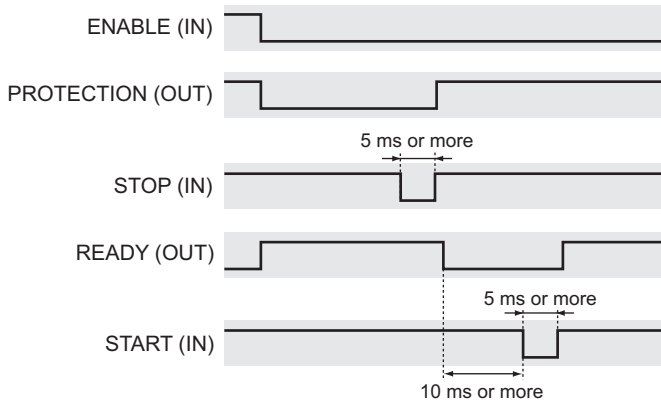 ENABLE (IN)
PROTECTION (OUT)
5 ms or more
STOP (IN)
READY (OUT)
5 ms or more
START (IN)
10 ms or more